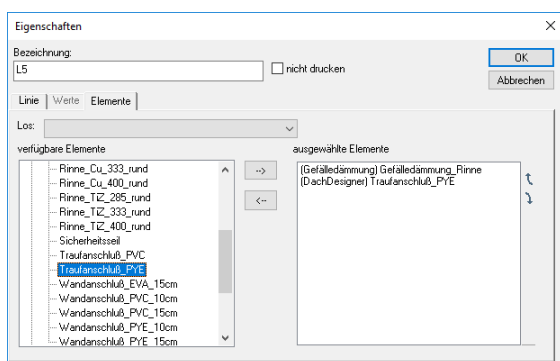 Eigenschaften
Bezeichnung:
L5
nicht drucken
OK
Abbrechen
Linie
Werte
Elemente
Los:
verfügbare Elemente
Rinne_Cu_333_rund
Rinne_Cu_400_rund
Rinne_TiZ_285_rund
Rinne_TiZ_333_rund
Rinne_TiZ_400_rund
Sicherheitsseil
Traufanschluß_PVC
Traufanschluß_PYE
Wandanschluß_EVA_15cm
Wandanschluß_PVC_10cm
Wandanschluß_PVC_15cm
Wandanschluß_PYE_10cm
Wandanschluß_PYE_15cm
-->
<--
ausgewählte Elemente
(Gefälledämmung) Gefälledämmung_Rinne
(DachDesigner) Traufanschluß_PYE